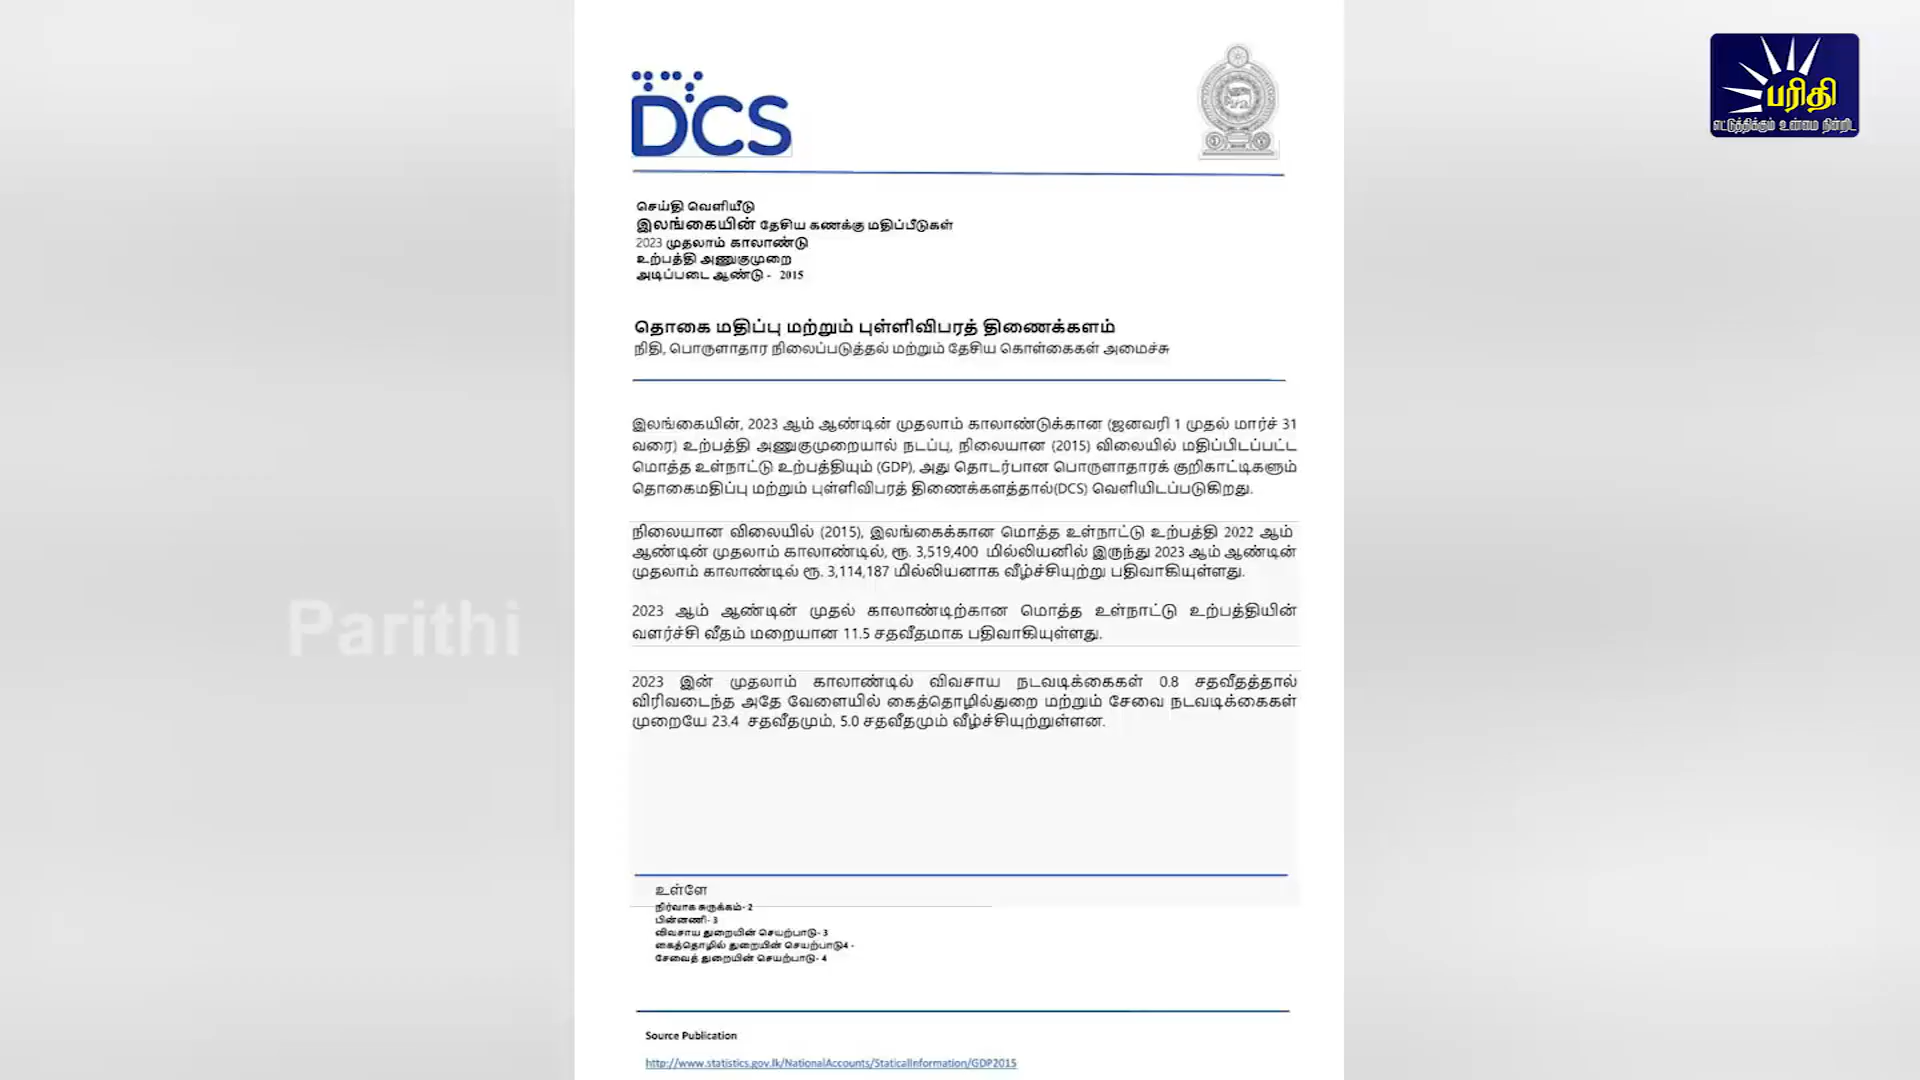 DCS
பரிதி
எட்டுத்திக்கும் உண்மை நின்றிட
செய்தி வெளியீடு
இலங்கையின் தேசிய கணக்கு மதிப்பீடுகள்
2023 முதலாம் காலாண்டு
உற்பத்தி அணுகுமுறை
அடிப்படை ஆண்டு - 2015
தொகை மதிப்பு மற்றும் புள்ளிவிபரத் திணைக்களம்
நிதி, பொருளாதார நிலைப்படுத்தல் மற்றும் தேசிய கொள்கைகள் அமைச்சு
இலங்கையின், 2023 ஆம் ஆண்டின் முதலாம் காலாண்டுக்கான (ஜனவரி 1 முதல் மார்ச் 31
வரை) உற்பத்தி அணுகுமுறையால் நடப்பு, நிலையான (2015) விலையில் மதிப்பிடப்பட்ட
மொத்த உள்நாட்டு உற்பத்தியும் (GDP), அது தொடர்பான பொருளாதாரக் குறிகாட்டிகளும்
தொகைமதிப்பு மற்றும் புள்ளிவிபரத் திணைக்களத்தால்(DCS) வெளியிடப்படுகிறது.
நிலையான விலையில் (2015), இலங்கைக்கான மொத்த உள்நாட்டு உற்பத்தி 2022 ஆம்
ஆண்டின் முதலாம் காலாண்டில், ரூ. 3,519,400 மில்லியனில் இருந்து 2023 ஆம் ஆண்டின்
முதலாம் காலாண்டில் ரூ. 3,114,187 மில்லியனாக வீழ்ச்சியுற்று பதிவாகியுள்ளது.
2023 ஆம் ஆண்டின் முதல் காலாண்டிற்கான மொத்த உள்நாட்டு உற்பத்தியின்
வளர்ச்சி வீதம் மறையான 11.5 சதவீதமாக பதிவாகியுள்ளது.
Parithi
2023 இன் முதலாம் காலாண்டில் விவசாய நடவடிக்கைகள் 0.8 சதவீதத்தால்
விரிவடைந்த அதே வேளையில் கைத்தொழில்துறை மற்றும் சேவை நடவடிக்கைகள்
முறையே 23.4 சதவீதமும், 5.0 சதவீதமும் வீழ்ச்சியுற்றுள்ளன.
உள்ளே
நிர்வாக சுருக்கம்- 2
பின்னணி- 3
விவசாய துறையின் செயற்பாடு- 3
கைத்தொழில் துறையின் செயற்பாடு4 -
சேவைத் துறையின் செயற்பாடு- 4
Source Publication
http://www.statistics.gov.lk/NationalAccounts/StaticalInformation/GDP2015